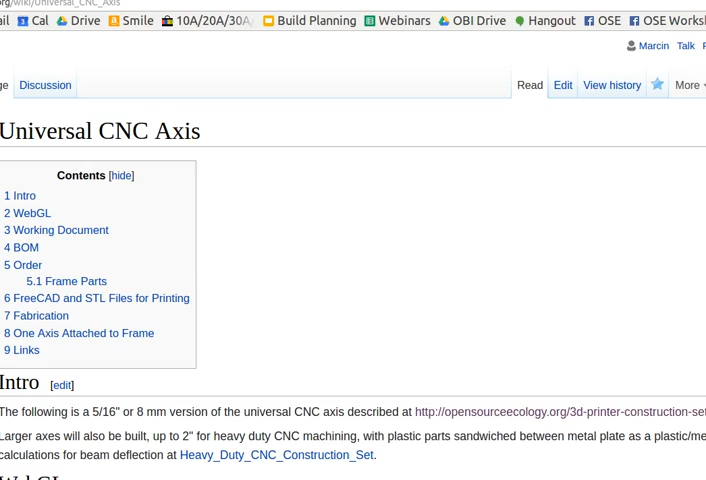 org/wiki/Universal_CNC_Axis
ail Cal Drive Smile 10A/20A/30A/ Build Planning Webinars OBI Drive Hangout OSE OSE Works
Marcin Talk
ge Discussion Read Edit View history More
Universal CNC Axis
Contents [hide]
1 Intro
2 WebGL
3 Working Document
4 BOM
5 Order
5.1 Frame Parts
6 FreeCAD and STL Files for Printing
7 Fabrication
8 One Axis Attached to Frame
9 Links
Intro [edit]
The following is a 5/16" or 8 mm version of the universal CNC axis described at http://opensourceecology.org/3d-printer-construction-set
Larger axes will also be built, up to 2" for heavy duty CNC machining, with plastic parts sandwiched between metal plate as a plastic/me
calculations for beam deflection at Heavy_Duty_CNC_Construction_Set.
WebGL